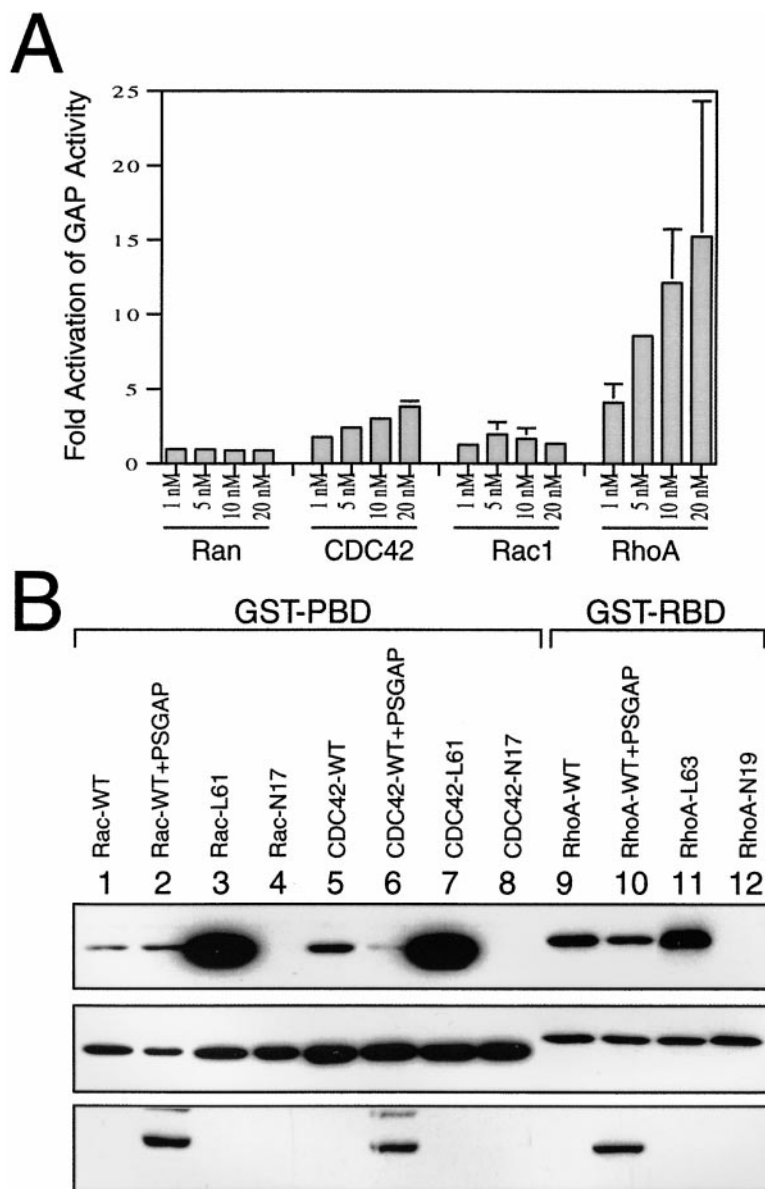 A
Fold Activation of GAP Activity
25
20
15
10
5
0
1 nM 5 nM 10 nM 20 nM 1 nM 5 nM 10 nM 20 nM 1 nM 5 nM 10 nM 20 nM 1 nM 5 nM 10 nM 20 nM
Ran CDC42 Rac1 RhoA
B
GST-PBD GST-RBD
Rac-WT Rac-WT+PSGAP Rac-L61 Rac-N17 CDC42-WT CDC42-WT+PSGAP CDC42-L61 CDC42-N17 RhoA-WT RhoA-WT+PSGAP RhoA-L63 RhoA-N19
1 2 3 4 5 6 7 8 9 10 11 12